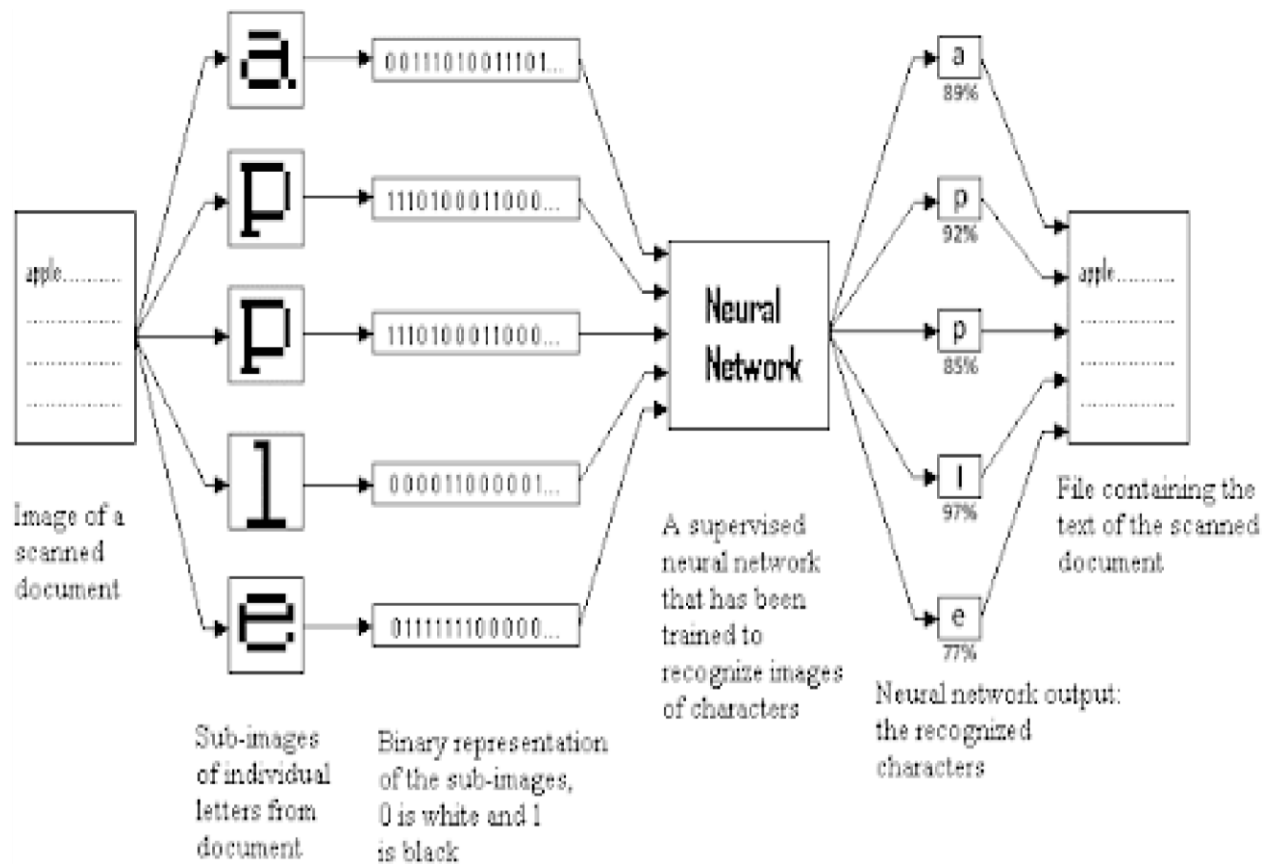 a
00111010011101...
a
89%
p
1110100011000...
p
92%
apple...........
p
1110100011000...
Neural
Network
p
85%
apple...........
l
0000011000001...
l
97%
e
01111111100000...
e
77%
Image of a
scanned
document
Sub-images
of individual
letters from
document
Binary representation
of the sub-images,
0 is white and 1
is black
A supervised
neural network
that has been
trained to
recognize images
of characters
Neural network output:
the recognized
characters
File containing the
text of the scanned
document